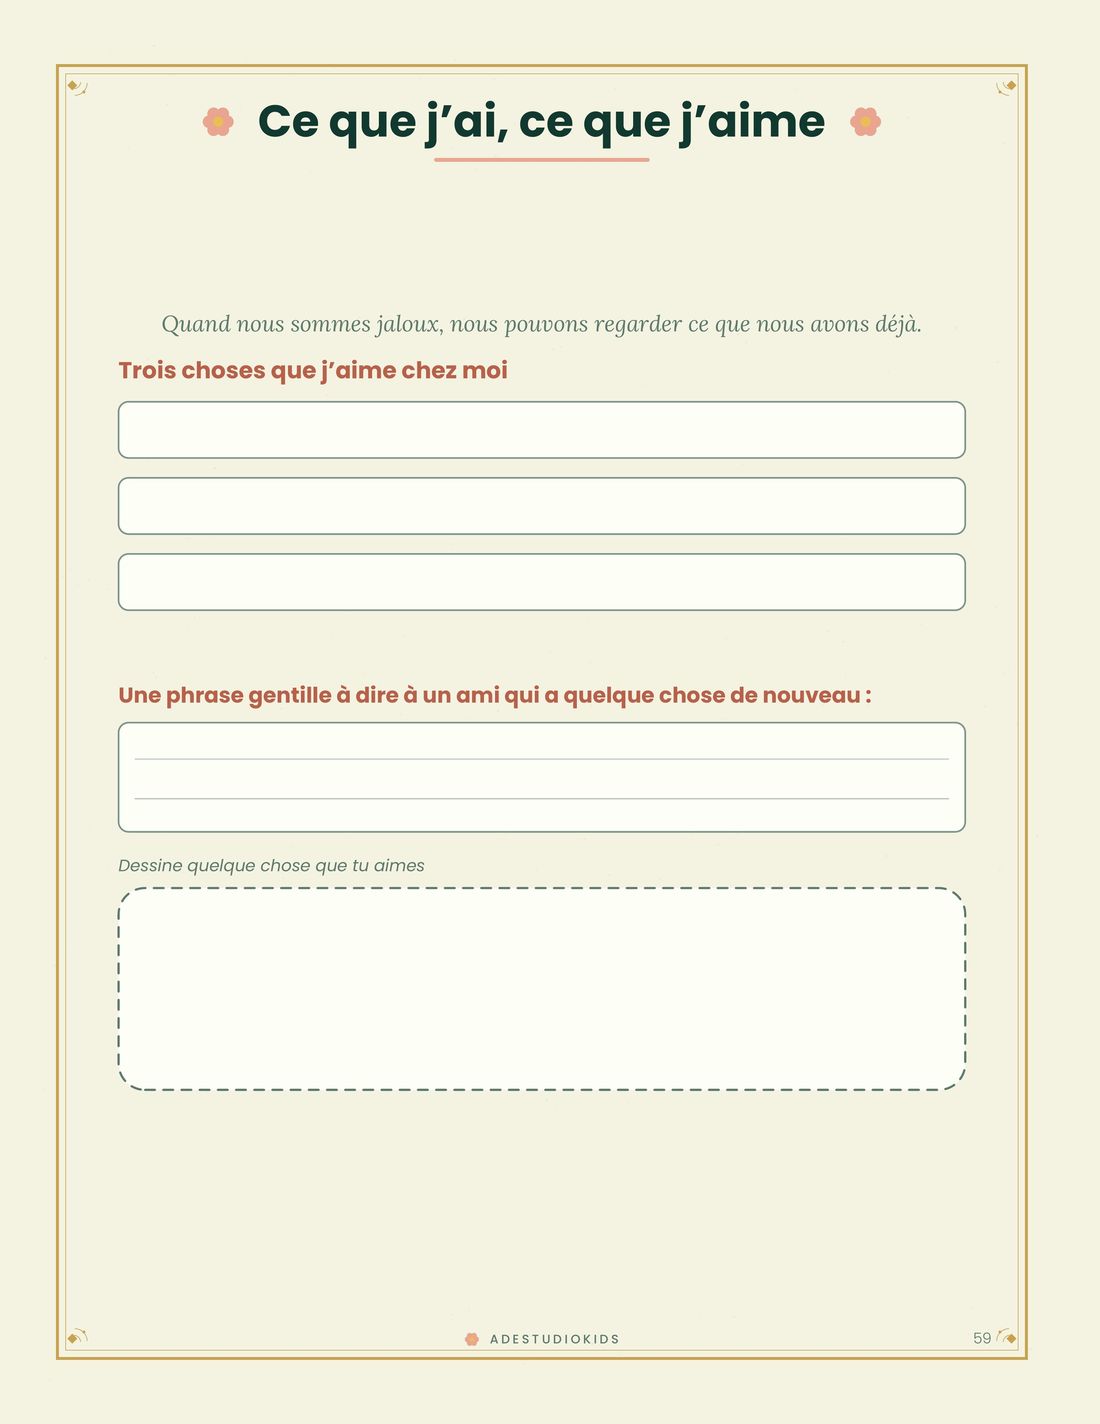 Ce que j’ai, ce que j’aime
Quand nous sommes jaloux, nous pouvons regarder ce que nous avons déjà.
Trois choses que j’aime chez moi
Une phrase gentille à dire à un ami qui a quelque chose de nouveau :
Dessine quelque chose que tu aimes
ADESTUDIOKIDS
59